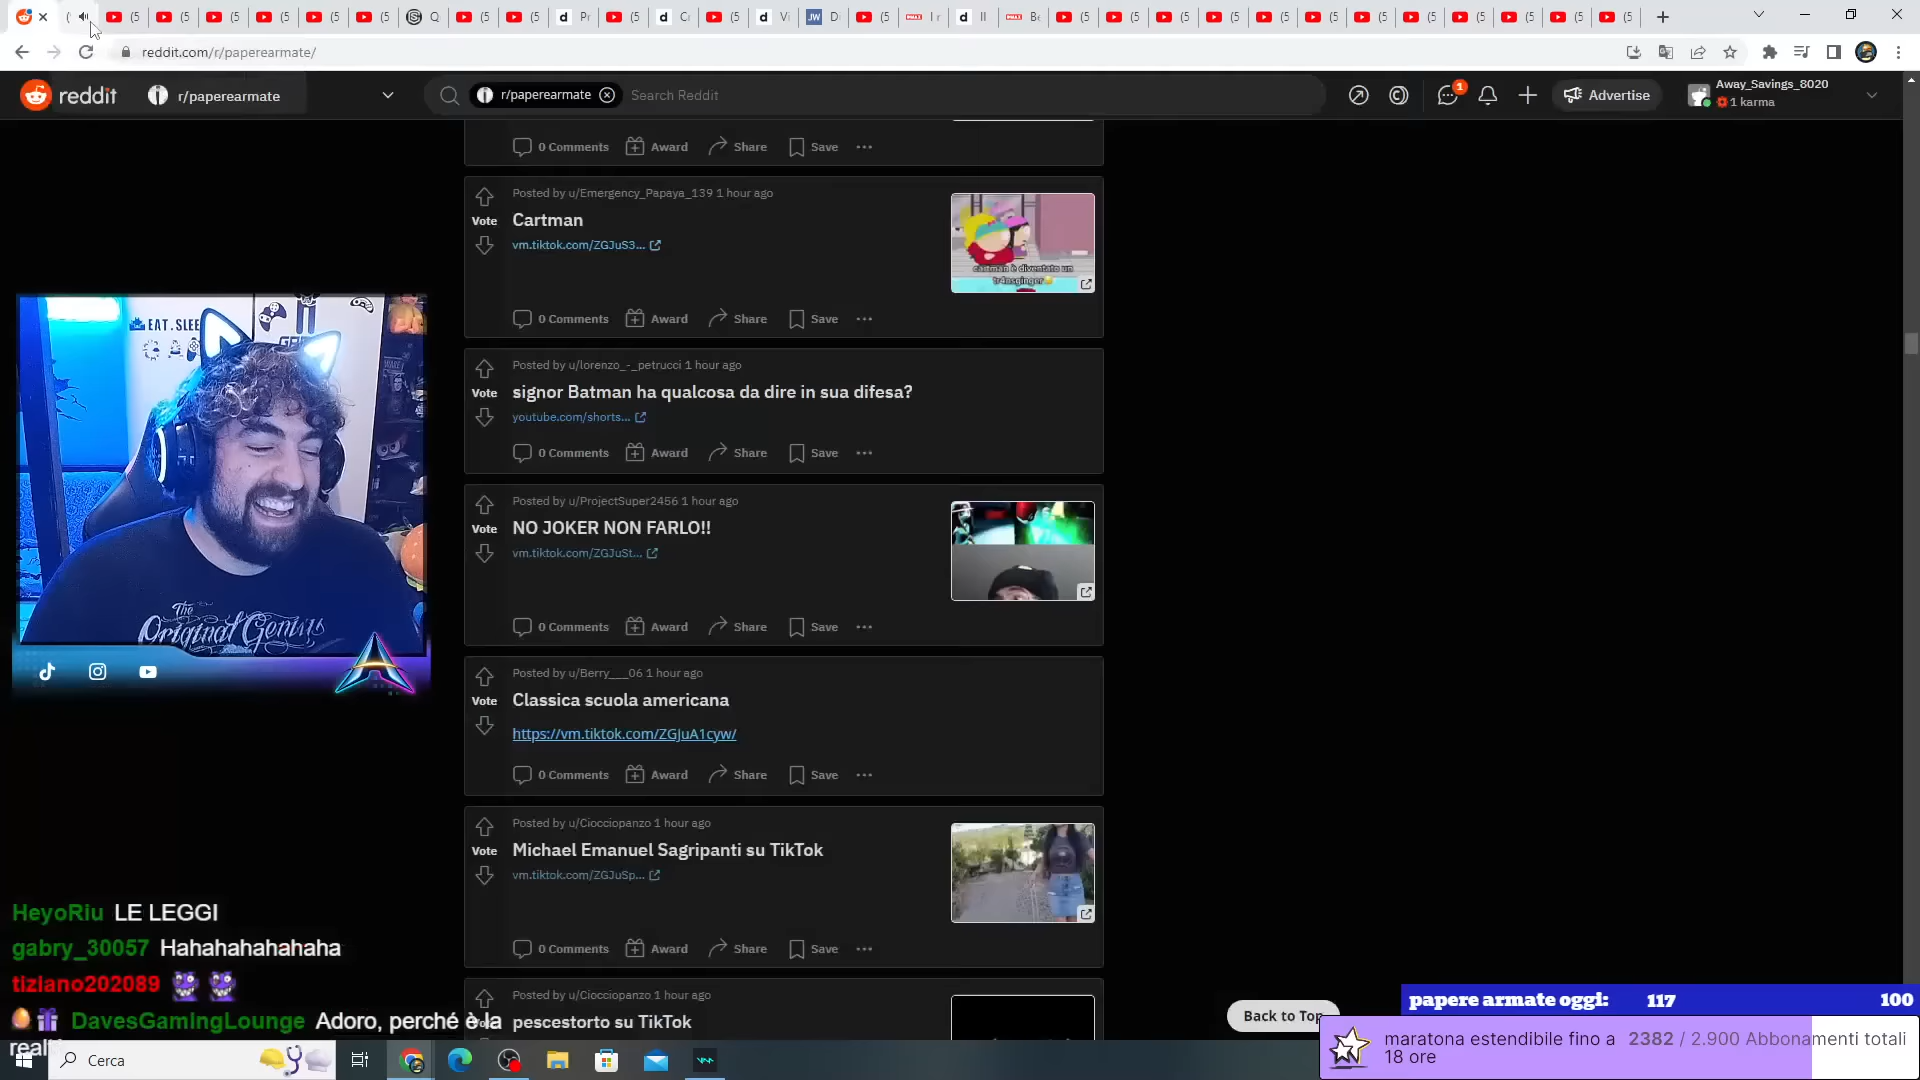 reddit.com/r/paperearmate/
reddit
r/paperearmate
r/paperearmate
Search Reddit
1
Advertise
Away_Savings_8020
1 karma
0 Comments Award Share Save
Posted by u/Emergency_Papaya_139 1 hour ago
Vote
Cartman
vm.tiktok.com/ZGJuS3...
cartman è diventato un
tr4nsginger
0 Comments Award Share Save
Posted by u/lorenzo_-_petrucci 1 hour ago
Vote
signor Batman ha qualcosa da dire in sua difesa?
youtube.com/shorts...
0 Comments Award Share Save
Posted by u/ProjectSuper2456 1 hour ago
Vote
NO JOKER NON FARLO!!
vm.tiktok.com/ZGJuSt...
0 Comments Award Share Save
Posted by u/Berry___06 1 hour ago
Vote
Classica scuola americana
https://vm.tiktok.com/ZGJuA1cyw/
0 Comments Award Share Save
Posted by u/Ciocciopanzo 1 hour ago
Vote
Michael Emanuel Sagripanti su TikTok
vm.tiktok.com/ZGJuSp...
0 Comments Award Share Save
Posted by u/Ciocciopanzo 1 hour ago
pescestorto su TikTok
Back to Top
EAT.SLEE
The
Original Genius
HeyoRiu LE LEGGI
gabry_30057 Hahahahahahaha
tiziano202089
DavesGamingLounge Adoro, perché è la
realt
Cerca
papere armate oggi: 117 100
maratona estendibile fino a
18 ore
2382 / 2.900 Abbonamenti totali